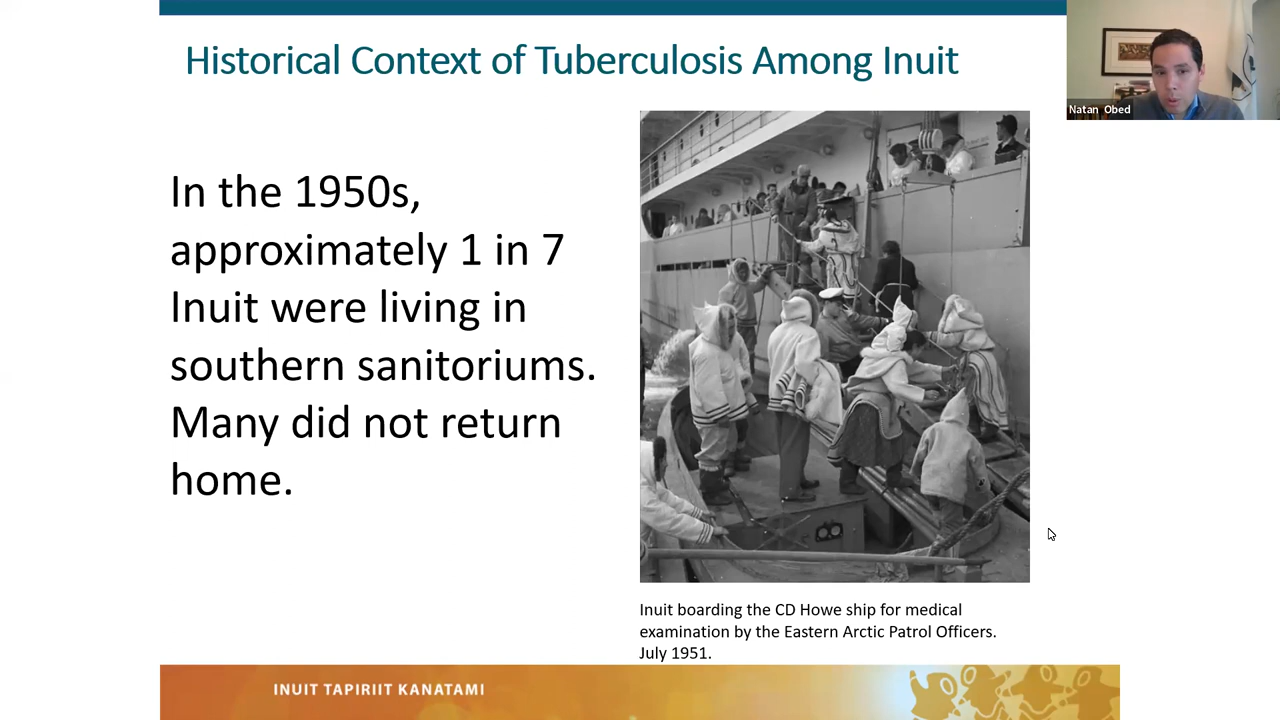 Historical Context of Tuberculosis Among Inuit
Natan Obed
In the 1950s,
approximately 1 in 7
Inuit were living in
southern sanitoriums.
Many did not return
home.
Inuit boarding the CD Howe ship for medical
examination by the Eastern Arctic Patrol Officers.
July 1951.
INUIT TAPIRIIT KANATAMI